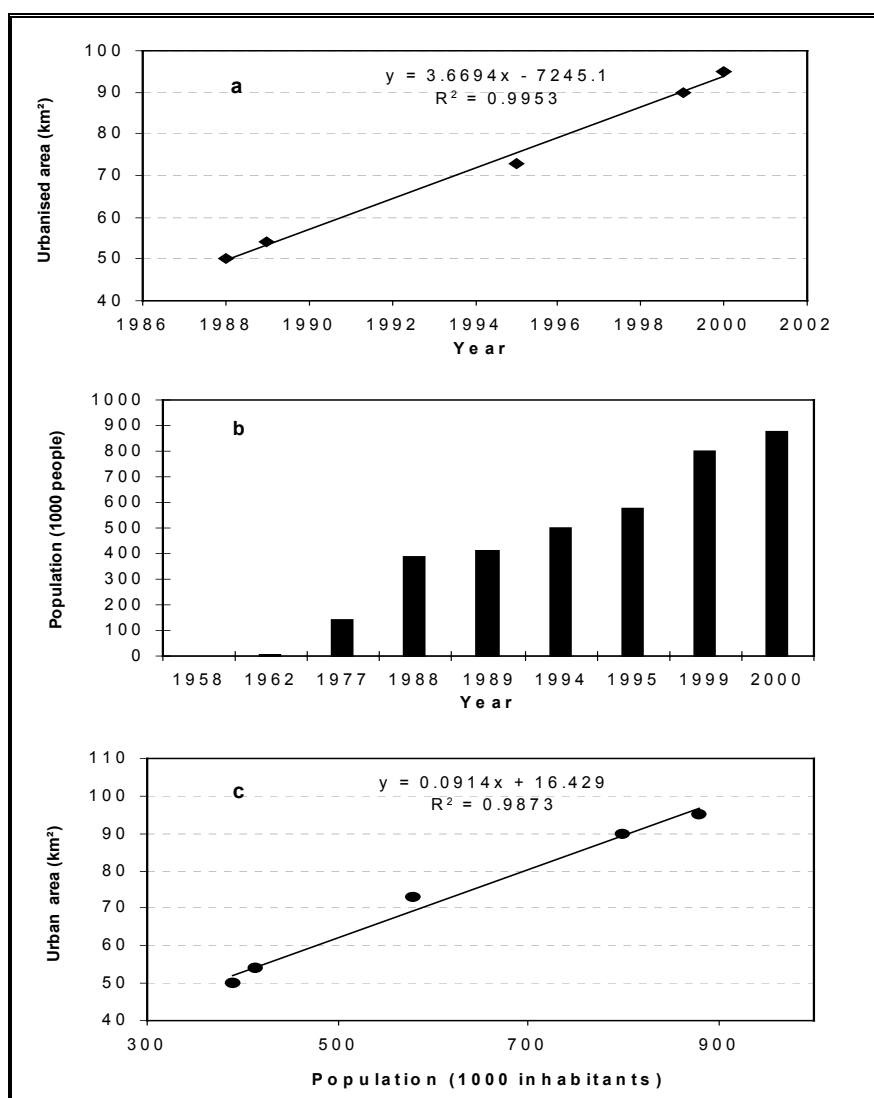 100
90
80
70
60
50
40
a
y = 3.6694x - 7245.1
R² = 0.9953
Urbanised area (km²)
1986 1988 1990 1992 1994 1996 1998 2000 2002
Year
1000
900
800
700
600
500
400
300
200
100
0
b
Population (1000 people)
1958 1962 1977 1988 1989 1994 1995 1999 2000
Year
110
100
90
80
70
60
50
40
c
y = 0.0914x + 16.429
R² = 0.9873
Urban area (km²)
300 500 700 900
Population (1000 inhabitants)